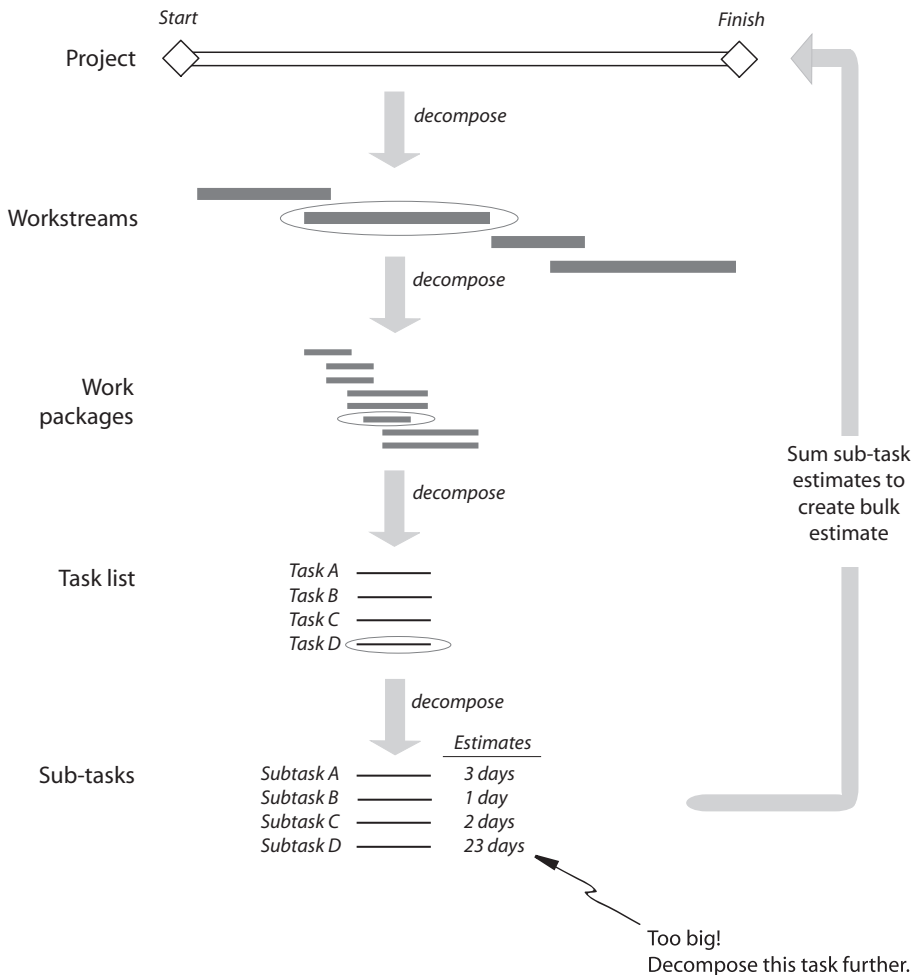 Start
Finish
Project
decompose
Workstreams
decompose
Work
packages
decompose
Sum sub-task
estimates to
create bulk
estimate
Task list
Task A
Task B
Task C
Task D
decompose
Estimates
Sub-tasks
Subtask A 3 days
Subtask B 1 day
Subtask C 2 days
Subtask D 23 days
Too big!
Decompose this task further.